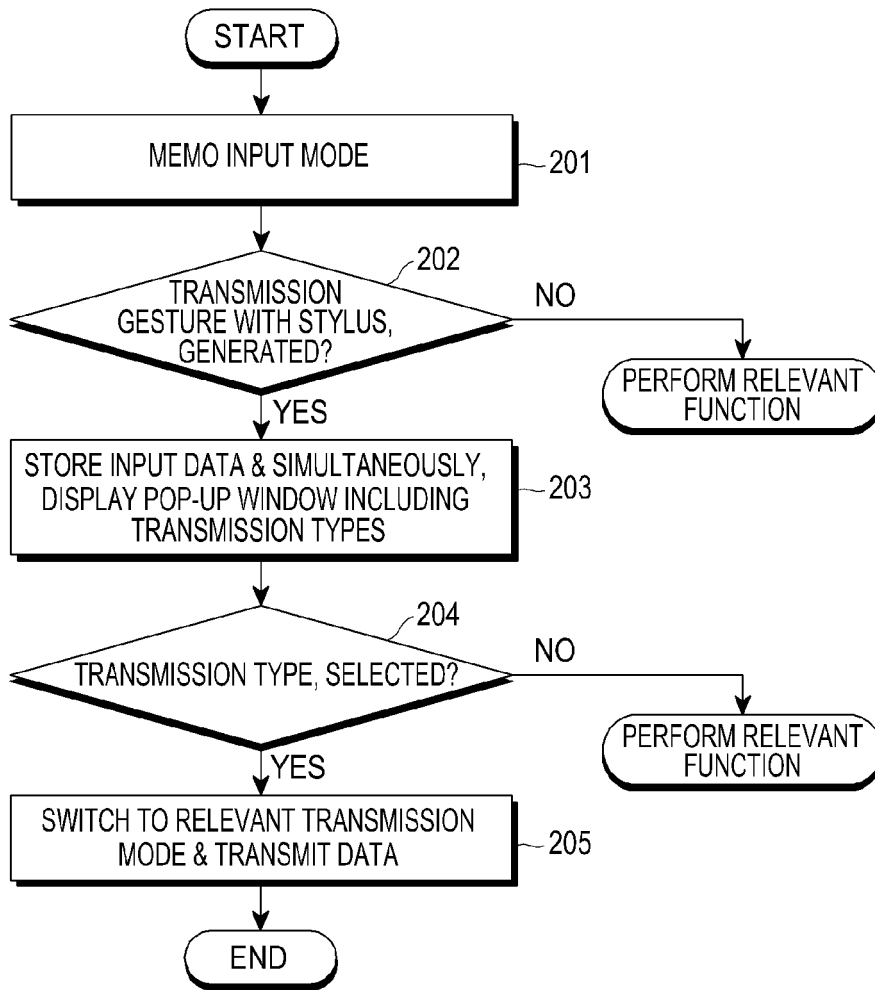 START
MEMO INPUT MODE
201
202
TRANSMISSION
GESTURE WITH STYLUS,
GENERATED?
NO
PERFORM RELEVANT
FUNCTION
YES
STORE INPUT DATA & SIMULTANEOUSLY,
DISPLAY POP-UP WINDOW INCLUDING
TRANSMISSION TYPES
203
204
TRANSMISSION TYPE, SELECTED?
NO
PERFORM RELEVANT
FUNCTION
YES
SWITCH TO RELEVANT TRANSMISSION
MODE & TRANSMIT DATA
205
END